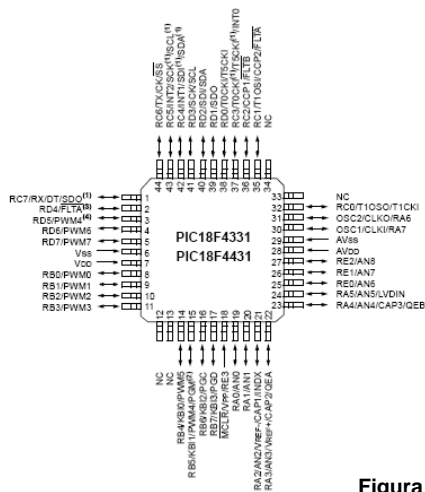 RC6/TX/CK/SS
RC5/INT2/SCK(1)/SCL(1)
RC4/INT1/SDI(1)/SDA(1)
RD3/SCK/SCL
RD2/SDI/SDA
RD1/SDO
RD0/T0CKI/T5CKI
RC3/T0CKI(1)/T5CKI(1)/INT0
RC2/CCP1/FLTB
RC1/T1OSI/CCP2/FLTA
NC
44 43 42 41 40 39 38 37 36 35 34
RC7/RX/DT/SDO(1) 1
RD4/FLTA(3) 2
RD5/PWM4(4) 3
RD6/PWM6 4
RD7/PWM7 5
VSS 6
VDD 7
RB0/PWM0 8
RB1/PWM1 9
RB2/PWM2 10
RB3/PWM3 11
PIC18F4331
PIC18F4431
33 NC
32 RC0/T1OSO/T1CKI
31 OSC2/CLKO/RA6
30 OSC1/CLKI/RA7
29 AVSS
28 AVDD
27 RE2/AN8
26 RE1/AN7
25 RE0/AN6
24 RA5/AN5/LVDIN
23 RA4/AN4/CAP3/QEB
12 13 14 15 16 17 18 19 20 21 22
NC
NC
RB4/KBI0/PWM5
RB5/KBI1/PWM4/PGM(2)
RB6/KBI2/PGC
RB7/KBI3/PGD
MCLR/VPP/RE3
RA0/AN0
RA1/AN1
RA2/AN2/VREF-/CAP1/INDX
RA3/AN3/VREF+/CAP2/QEA
Figura